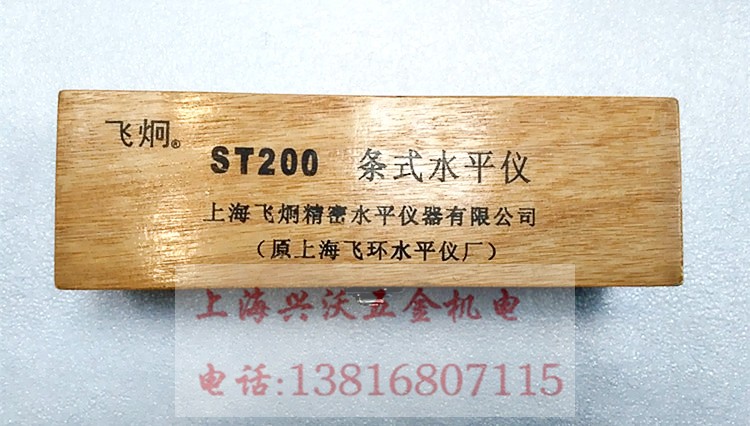 飞炯®
ST200 条式水平仪
上海飞炯精密水平仪器有限公司
（原上海飞环水平仪厂）
上海兴沃五金机电
电话:13816807115